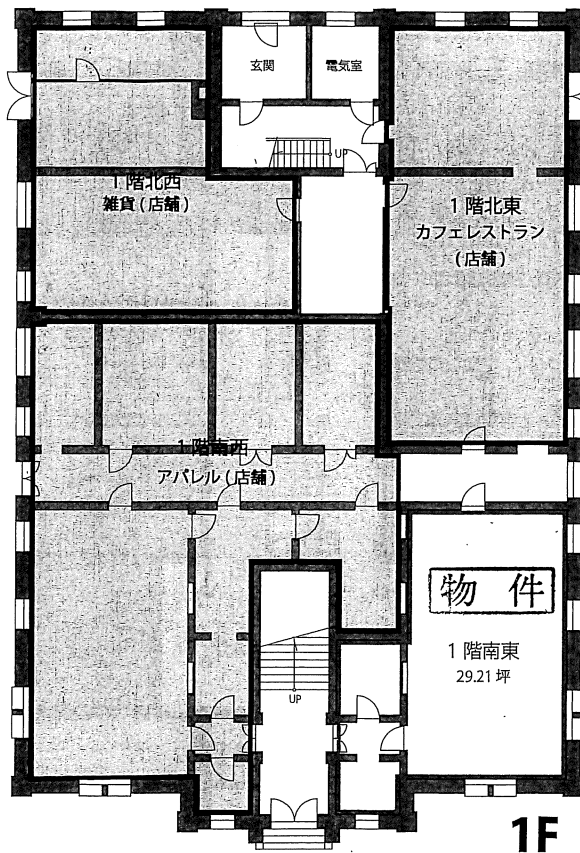 玄関
電気室
UP
1階北西
雑貨(店舗)
1階北東
カフェレストラン
(店舗)
1階南西
アパレル(店舗)
物件
1階南東
29.21坪
UP
1F